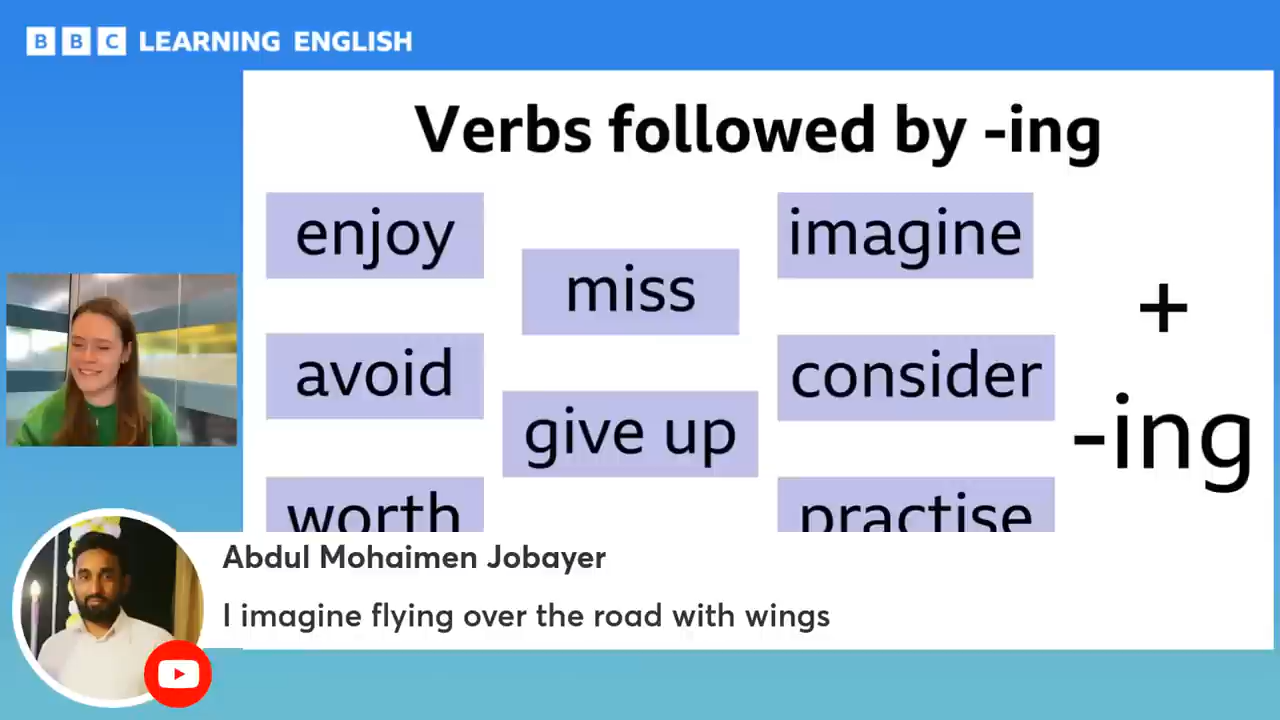 BBC LEARNING ENGLISH
Verbs followed by -ing
enjoy
miss
imagine
avoid
give up
consider
worth
practise
+
-ing
Abdul Mohaimen Jobayer
I imagine flying over the road with wings